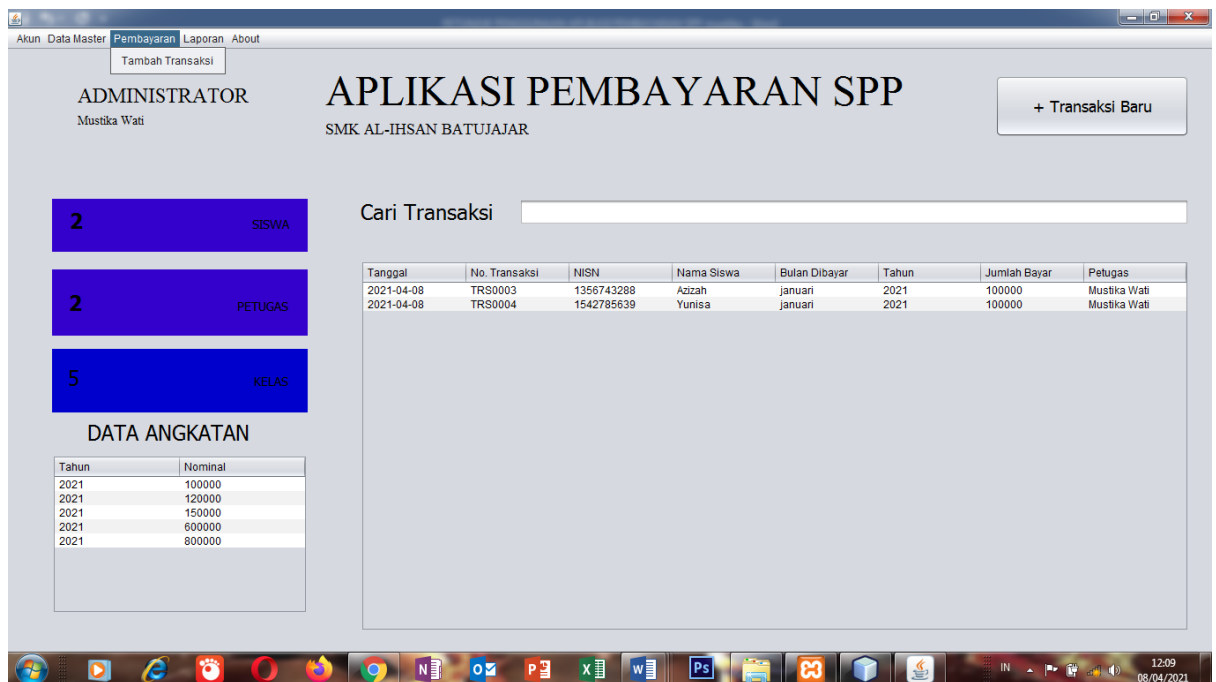 Akun Data Master Pembayaran Laporan About
Tambah Transaksi
ADMINISTRATOR
Mustika Wati
APLIKASI PEMBAYARAN SPP
SMK AL-IHSAN BATUJAJAR
+ Transaksi Baru
2 SISWA
2 PETUGAS
5 KELAS
Cari Transaksi
Tanggal No. Transaksi NISN Nama Siswa Bulan Dibayar Tahun Jumlah Bayar Petugas
2021-04-08 TRS0003 1356743288 Azizah januari 2021 100000 Mustika Wati
2021-04-08 TRS0004 1542785639 Yunisa januari 2021 100000 Mustika Wati
DATA ANGKATAN
Tahun Nominal
2021 100000
2021 120000
2021 150000
2021 600000
2021 800000
IN 12:09
08/04/2021